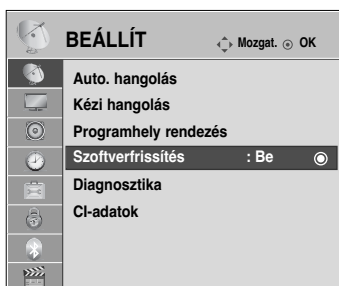 BEÁLLÍT Mozgat. OK
Auto. hangolás
Kézi hangolás
Programhely rendezés
Szoftverfrissítés : Be
Diagnosztika
CI-adatok